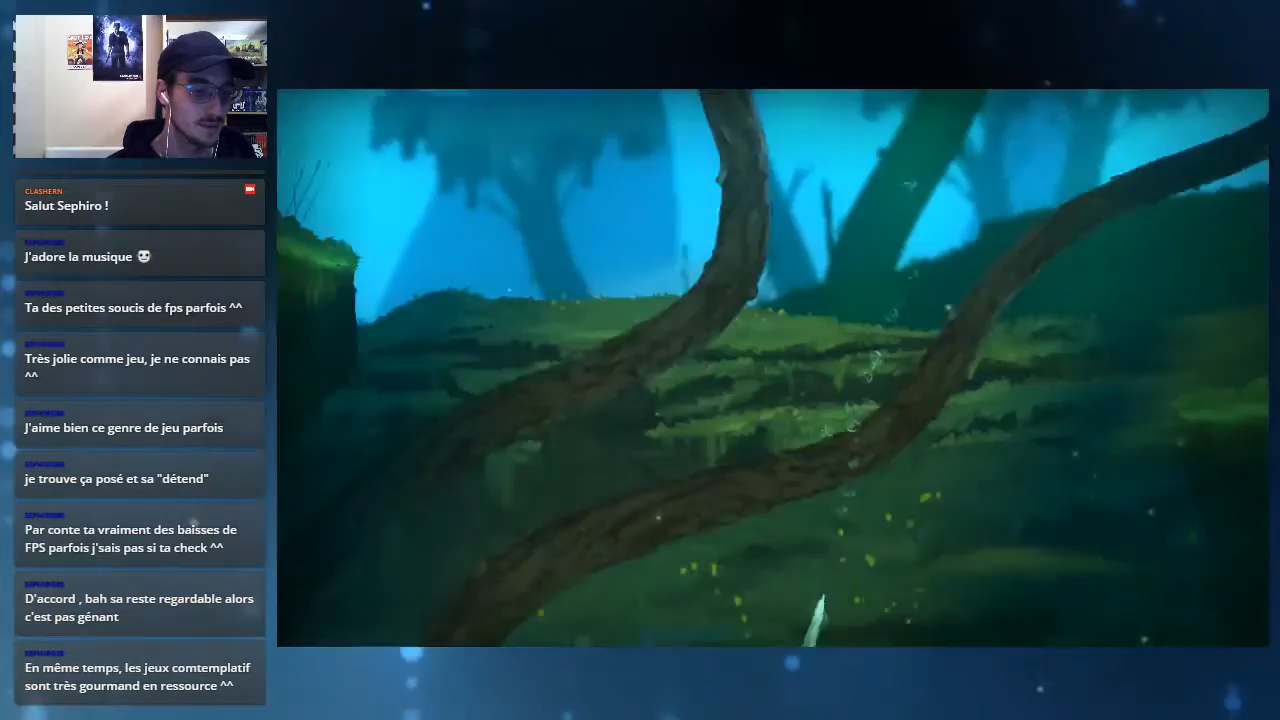 CLASHERN
Salut Sephiro !
J'adore la musique
Ta des petites soucis de fps parfois ^^
Très jolie comme jeu, je ne connais pas
^^
J'aime bien ce genre de jeu parfois
je trouve ça posé et sa "détend"
Par conte ta vraiment des baisses de
FPS parfois j'sais pas si ta check ^^
D'accord , bah sa reste regardable alors
c'est pas génant
En même temps, les jeux comtemplatif
sont très gourmand en ressource ^^